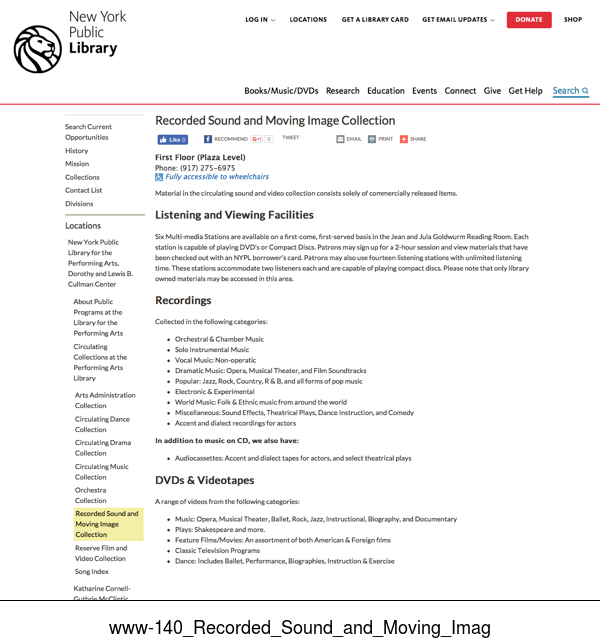 New York
Public
Library
LOG IN
LOCATIONS
GET A LIBRARY CARD
GET EMAIL UPDATES
DONATE
SHOP
Books/Music/DVDs Research Education Events Connect Give Get Help Search
Search Current
Opportunities
History
Mission
Collections
Contact List
Divisions
Locations
New York Public
Library for the
Performing Arts,
Dorothy and Lewis B.
Cullman Center
About Public
Programs at the
Library for the
Performing Arts
Circulating
Collections at the
Performing Arts
Library
Arts Administration
Collection
Circulating Dance
Collection
Circulating Drama
Collection
Circulating Music
Collection
Orchestra
Collection
Recorded Sound and
Moving Image
Collection
Reserve Film and
Video Collection
Song Index
Katharine Cornell-
Guthrie McClintic
Recorded Sound and Moving Image Collection
Like 0 RECOMMEND G+1 0 TWEET EMAIL PRINT SHARE
First Floor (Plaza Level)
Phone: (917) 275-6975
Fully accessible to wheelchairs
Material in the circulating sound and video collection consists solely of commercially released items.
Listening and Viewing Facilities
Six Multi-media Stations are available on a first-come, first-served basis in the Jean and Jula Goldwurm Reading Room. Each
station is capable of playing DVD's or Compact Discs. Patrons may sign up for a 2-hour session and view materials that have
been checked out with an NYPL borrower's card. Patrons may also use fourteen listening stations with unlimited listening
time. These stations accommodate two listeners each and are capable of playing compact discs. Please note that only library
owned materials may be accessed in this area.
Recordings
Collected in the following categories:
• Orchestral & Chamber Music
• Solo Instrumental Music
• Vocal Music: Non-operatic
• Dramatic Music: Opera, Musical Theater, and Film Soundtracks
• Popular: Jazz, Rock, Country, R & B, and all forms of pop music
• Electronic & Experimental
• World Music: Folk & Ethnic music from around the world
• Miscellaneous: Sound Effects, Theatrical Plays, Dance Instruction, and Comedy
• Accent and dialect recordings for actors
In addition to music on CD, we also have:
• Audiocassettes: Accent and dialect tapes for actors, and select theatrical plays
DVDs & Videotapes
A range of videos from the following categories:
• Music: Opera, Musical Theater, Ballet, Rock, Jazz, Instructional, Biography, and Documentary
• Plays: Shakespeare and more.
• Feature Films/Movies: An assortment of both American & Foreign films
• Classic Television Programs
• Dance: Includes Ballet, Performance, Biographies, Instruction & Exercise
www-140_Recorded_Sound_and_Moving_Imag